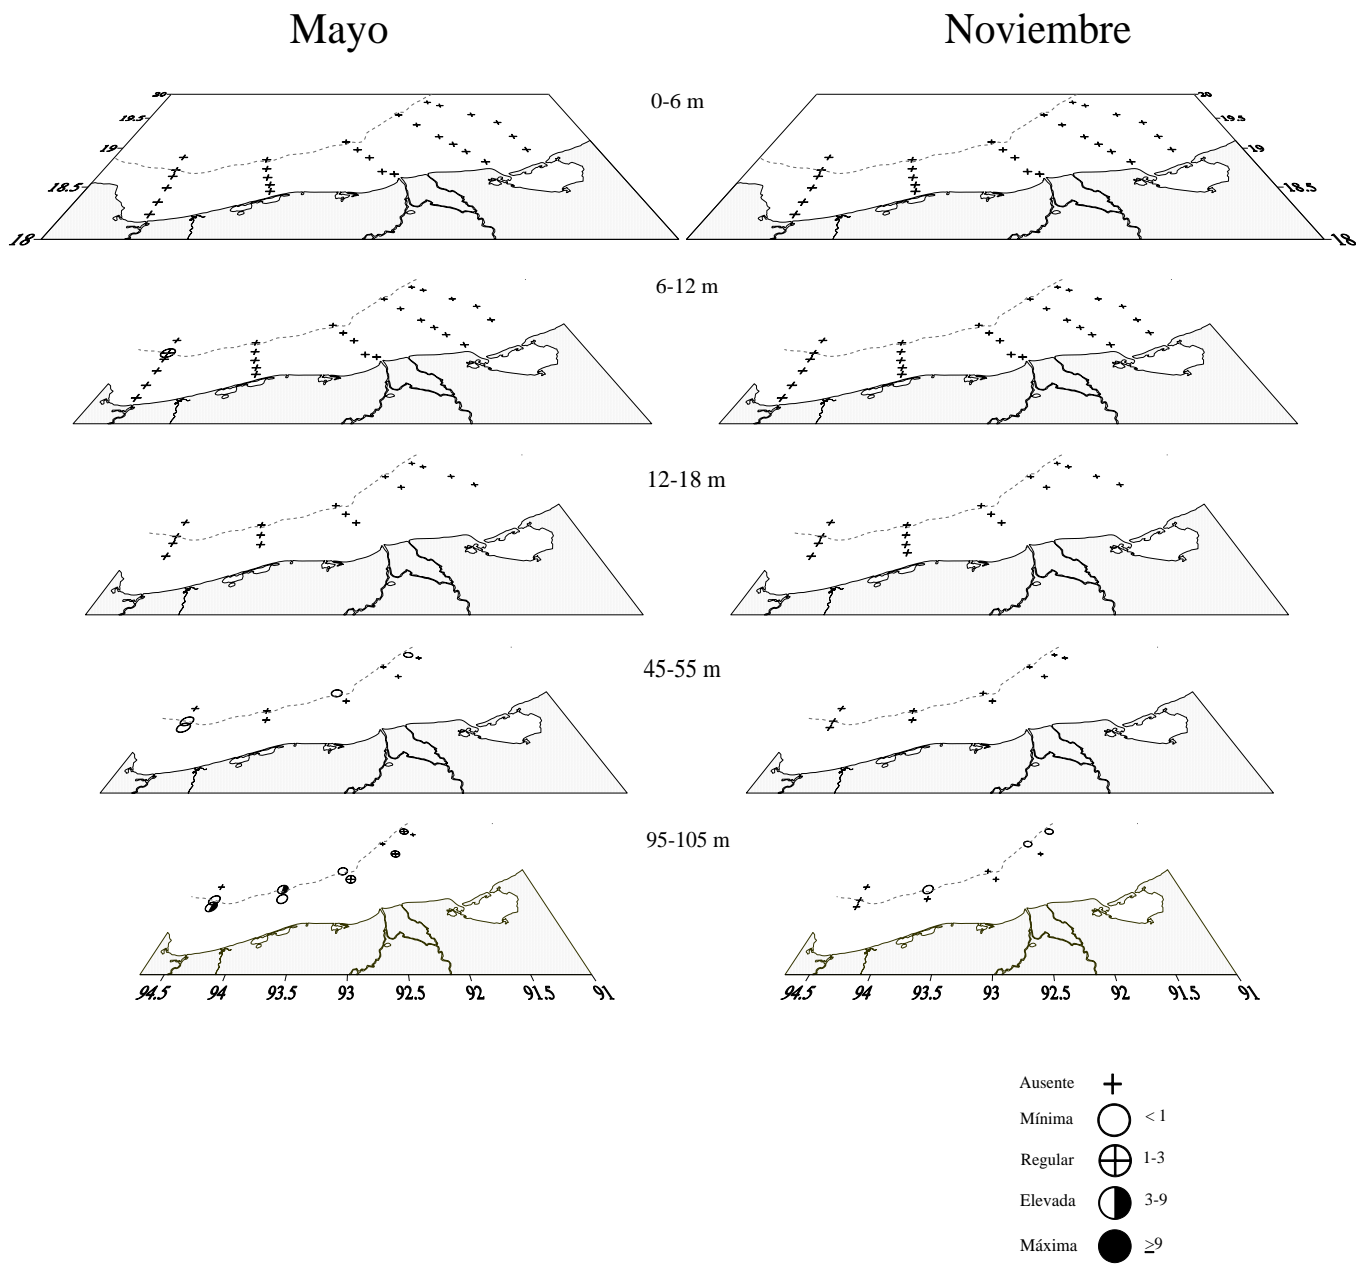 Mayo
Noviembre
0-6 m
20
19.5
19
18.5
18
20
19.5
19
18.5
18
6-12 m
12-18 m
45-55 m
95-105 m
94.5 94 93.5 93 92.5 92 91.5 91
94.5 94 93.5 93 92.5 92 91.5 91
Ausente
Mínima < 1
Regular 1-3
Elevada 3-9
Máxima ≥9